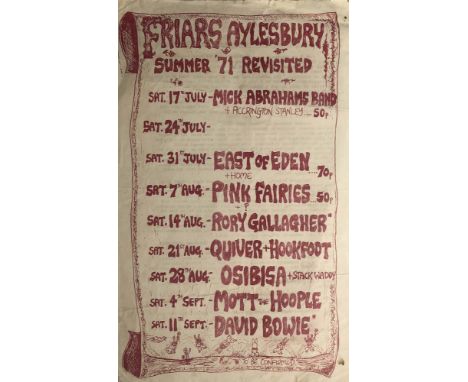 FRIARS AYLESBURY
SUMMER '71 REVISITED
SAT. 17TH JULY - MICK ABRAHAMS BAND
+ ACCRINGTON STANLEY ... 50P
SAT. 24TH JULY -
SAT. 31ST JULY - EAST OF EDEN
+ HOME .... 70P
SAT. 7TH AUG. - PINK FAIRIES ... 50P
+ ?
SAT. 14TH AUG - RORY GALLAGHER*
SAT. 21ST AUG - QUIVER + HOOKFOOT
SAT. 28TH AUG. OSIBISA + STACKWADDY
SAT. 4TH SEPT. - MOTT THE HOOPLE
SAT. 11TH SEPT. - DAVID BOWIE*
TO BE CONFIRMED